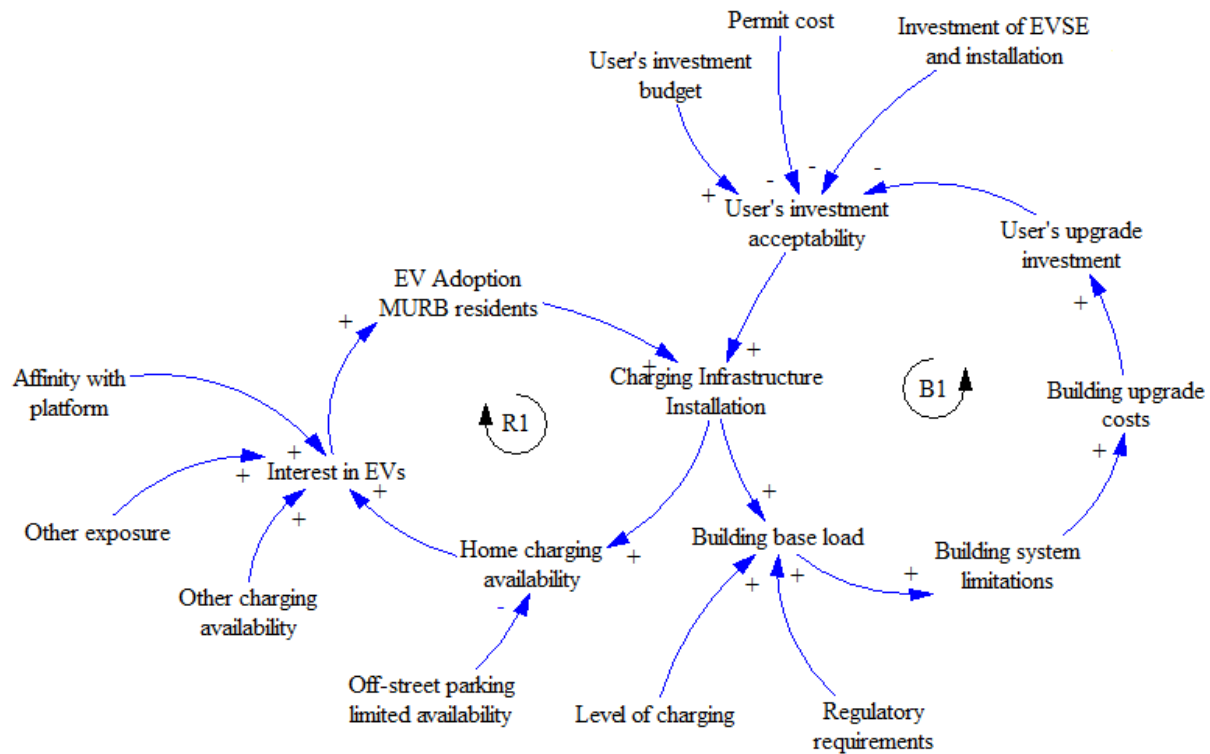 Permit cost
Investment of EVSE
and installation
User's investment
budget
+
-
-
-
User's investment
acceptability
User's upgrade
investment
EV Adoption
MURB residents
+
+
+
+
Affinity with
platform
Charging Infrastructure
Installation
R1
B1
Building upgrade
costs
+
+
+
Interest in EVs
+
+
+
Other exposure
Home charging
availability
+
-
Building base load
+
+
+
+
Building system
limitations
Other charging
availability
Off-street parking
limited availability
Level of charging
Regulatory
requirements